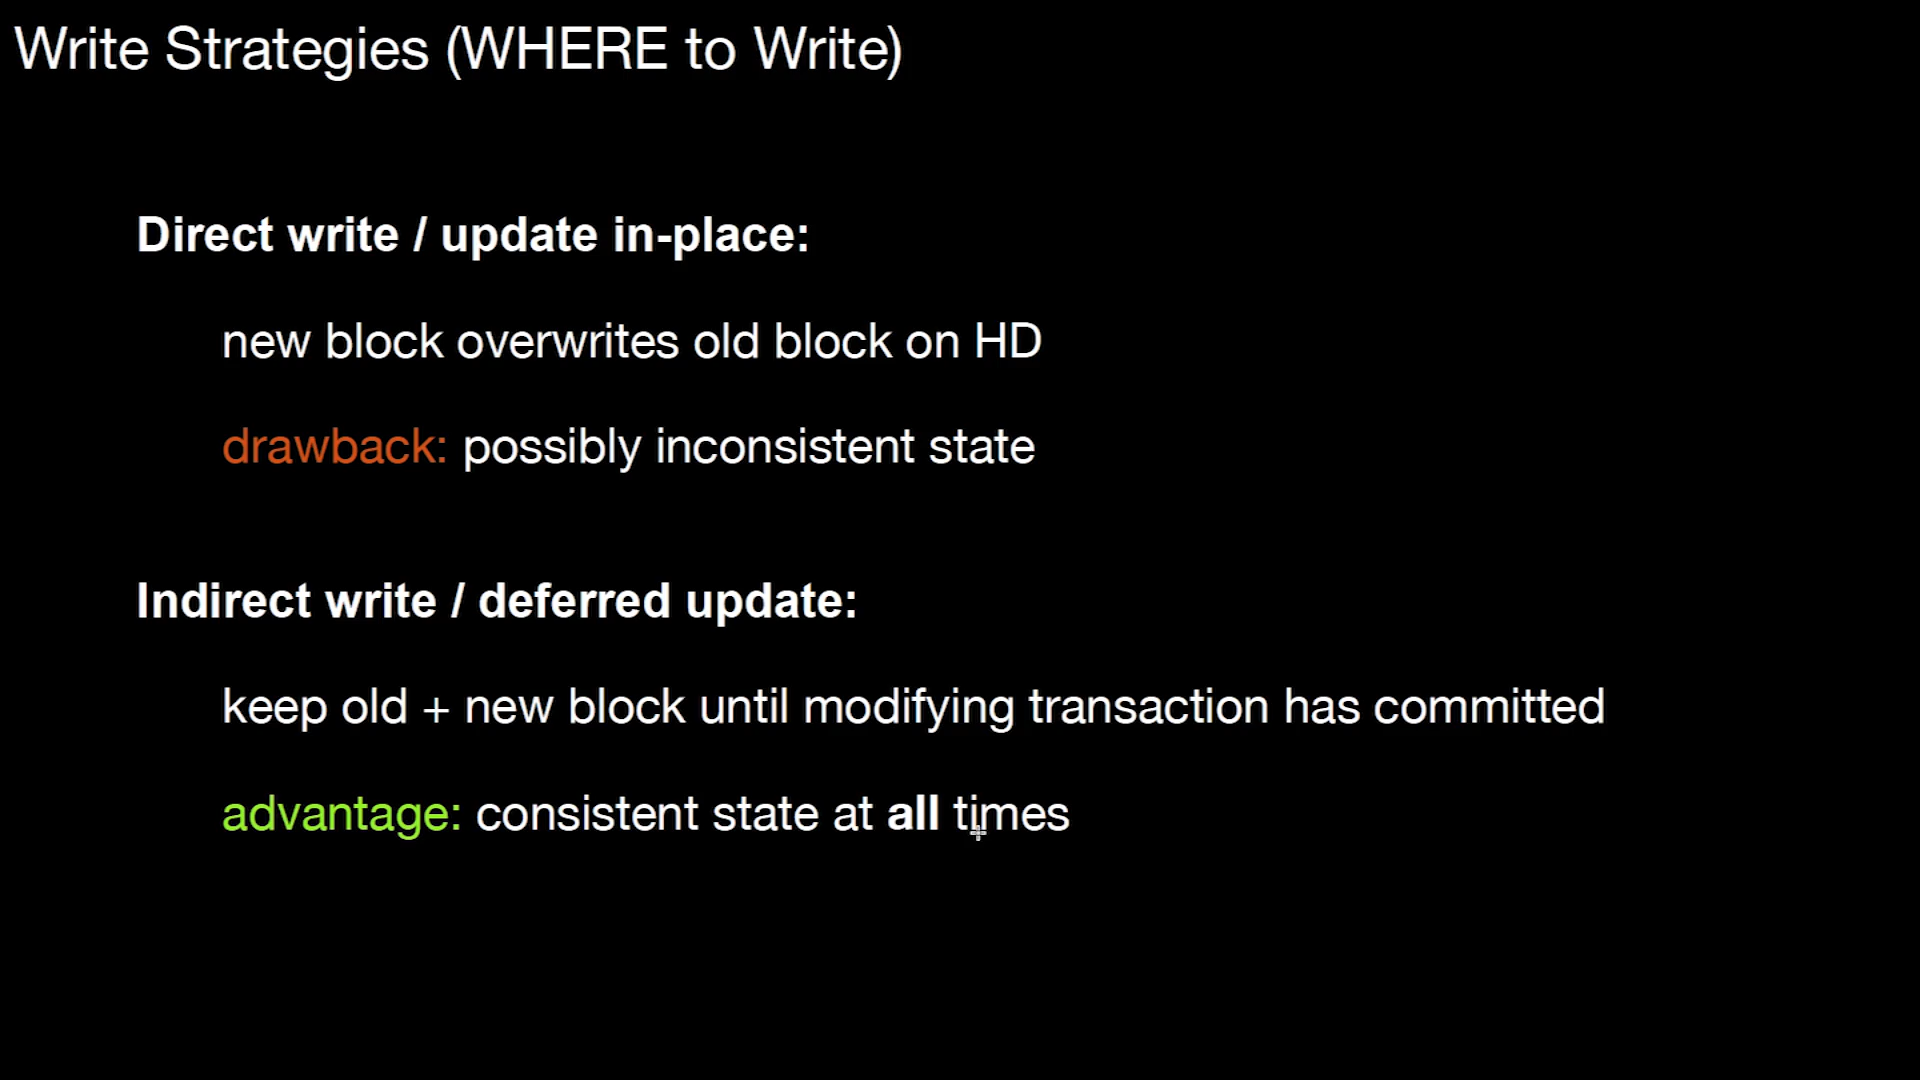 Write Strategies (WHERE to Write)
Direct write / update in-place:
new block overwrites old block on HD
drawback: possibly inconsistent state
Indirect write / deferred update:
keep old + new block until modifying transaction has committed
advantage: consistent state at all times